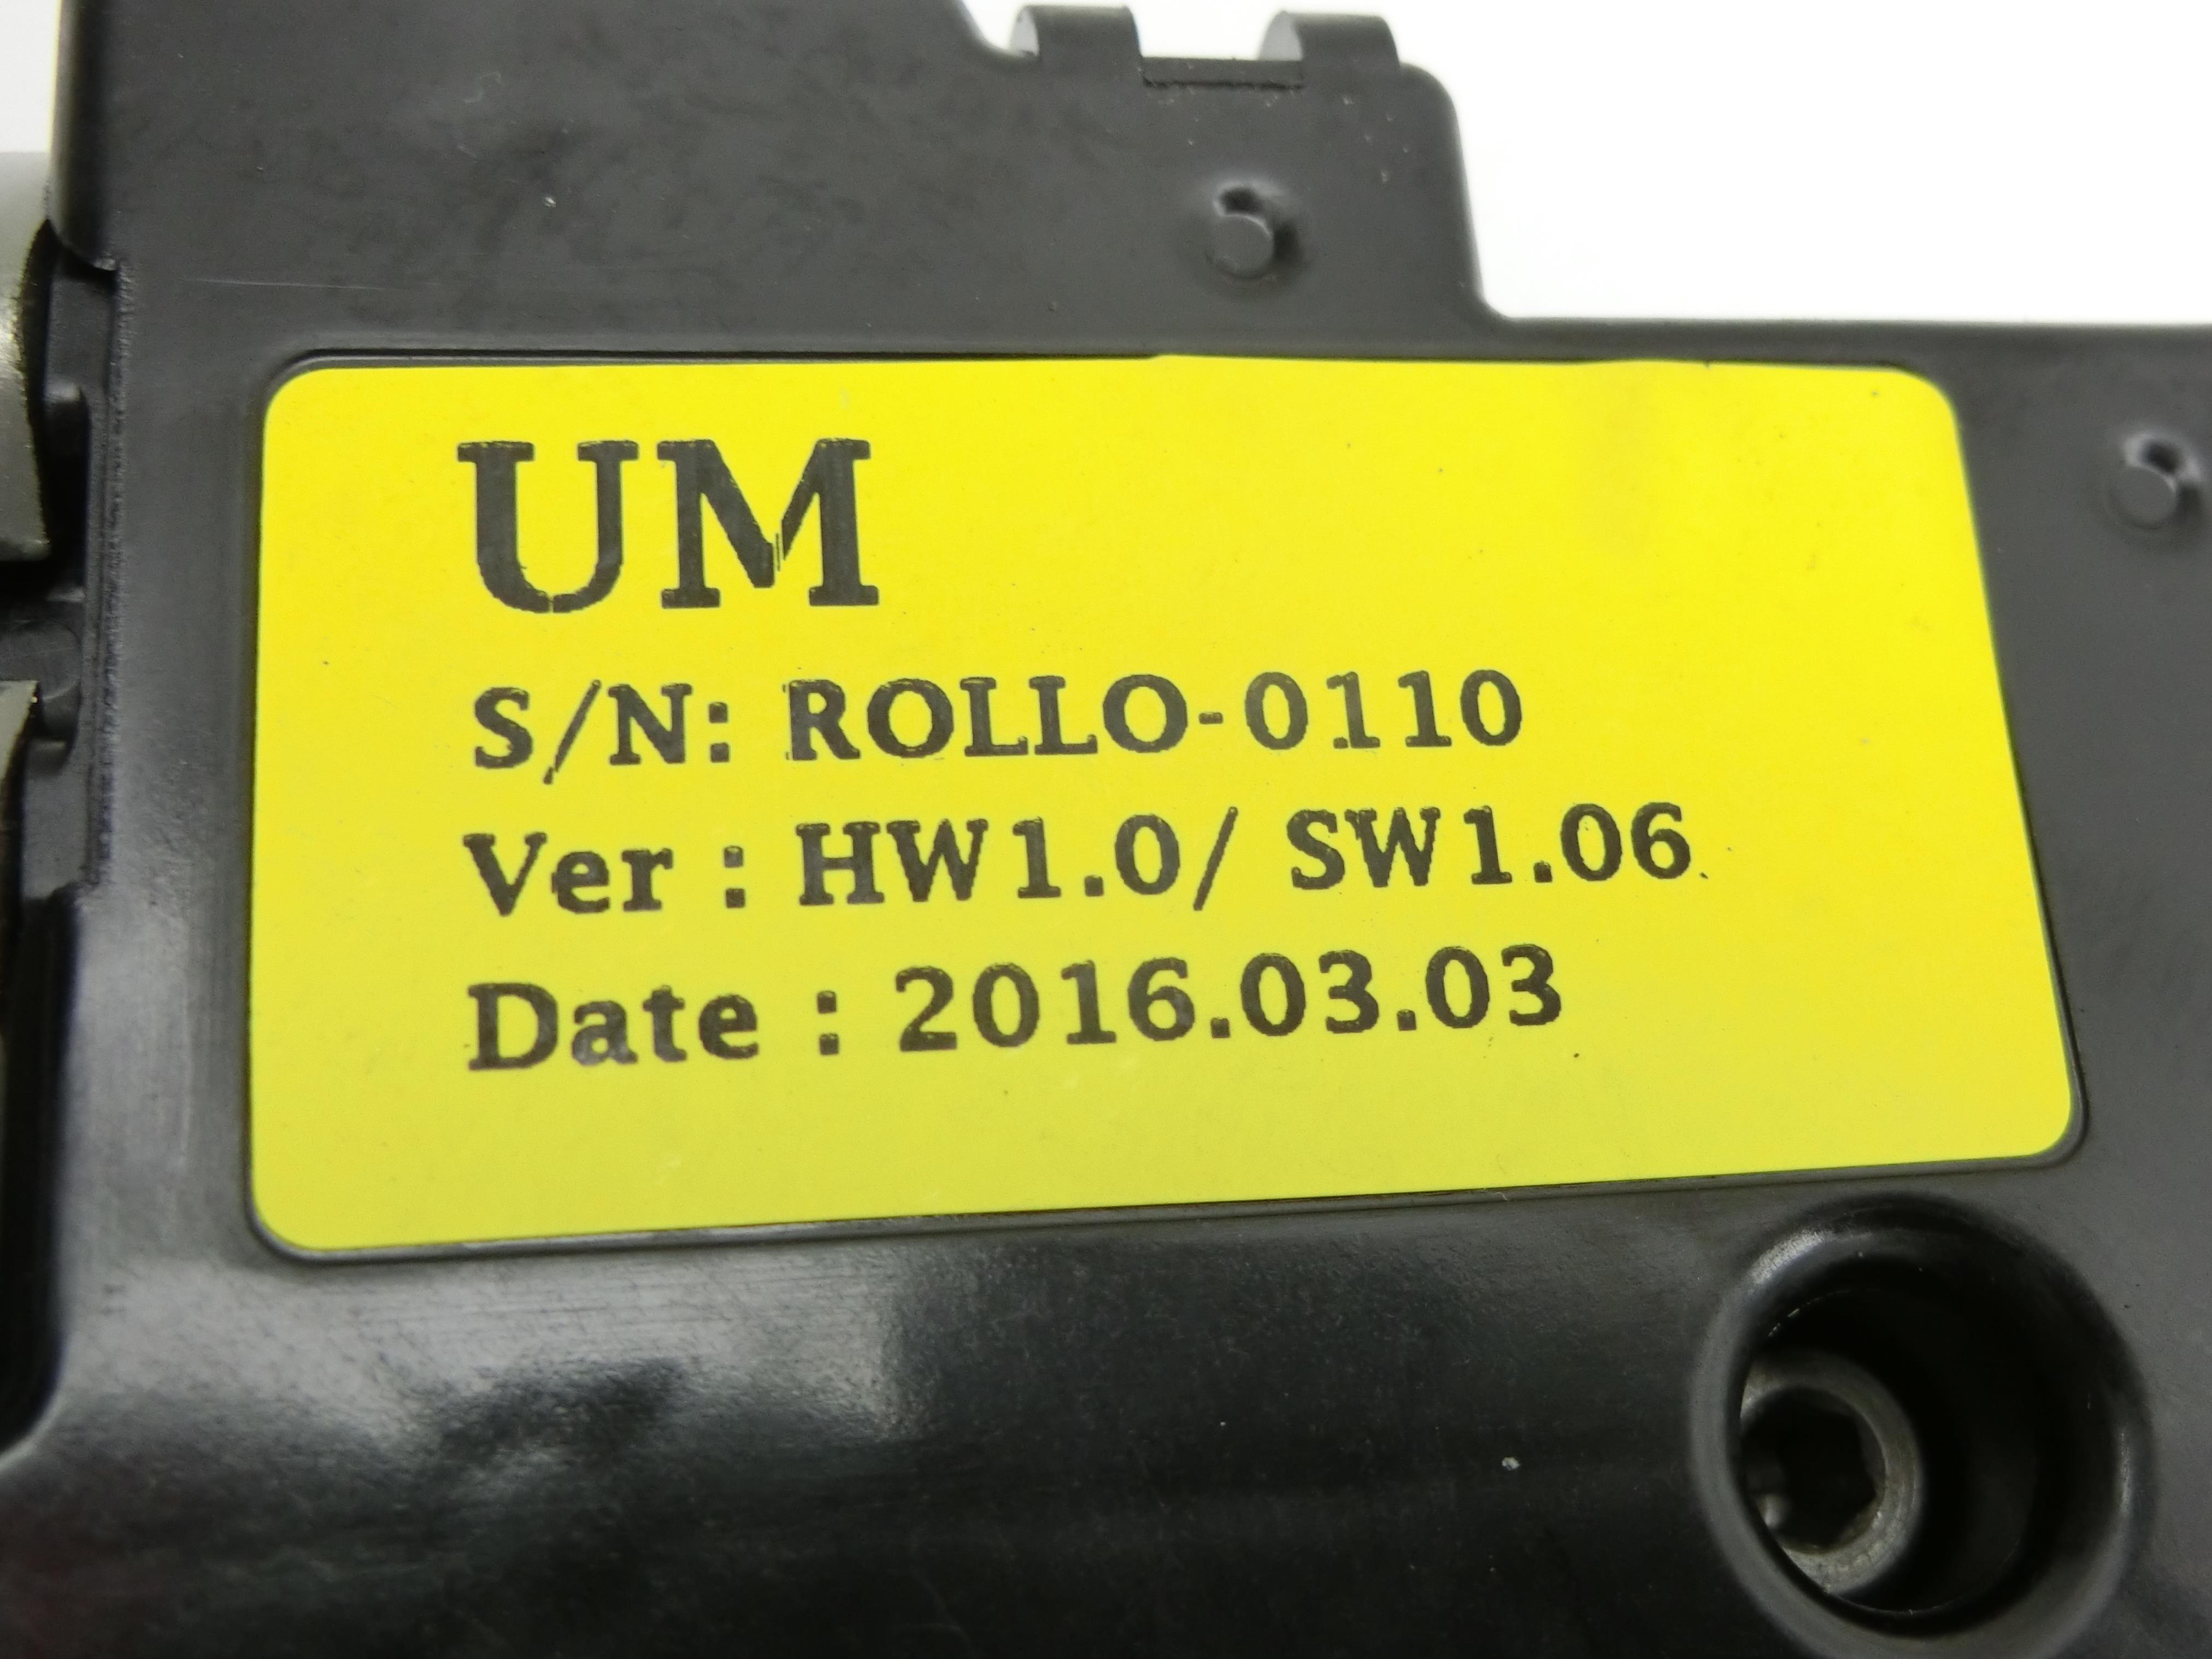 UM
S/N: ROLLO-0110
Ver : HW1.0/ SW1.06
Date : 2016.03.03